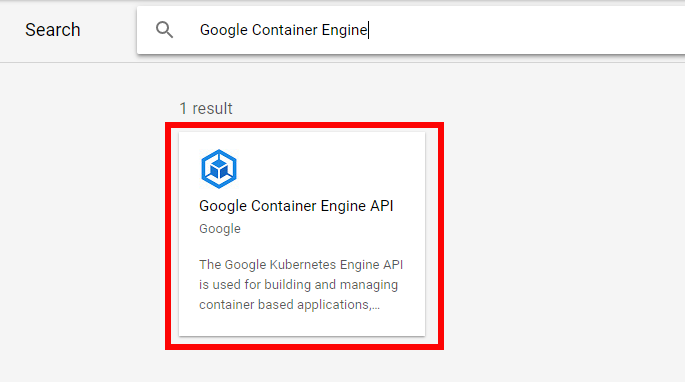 Search
Google Container Engine
1 result
Google Container Engine API
Google
The Google Kubernetes Engine API
is used for building and managing
container based applications,...